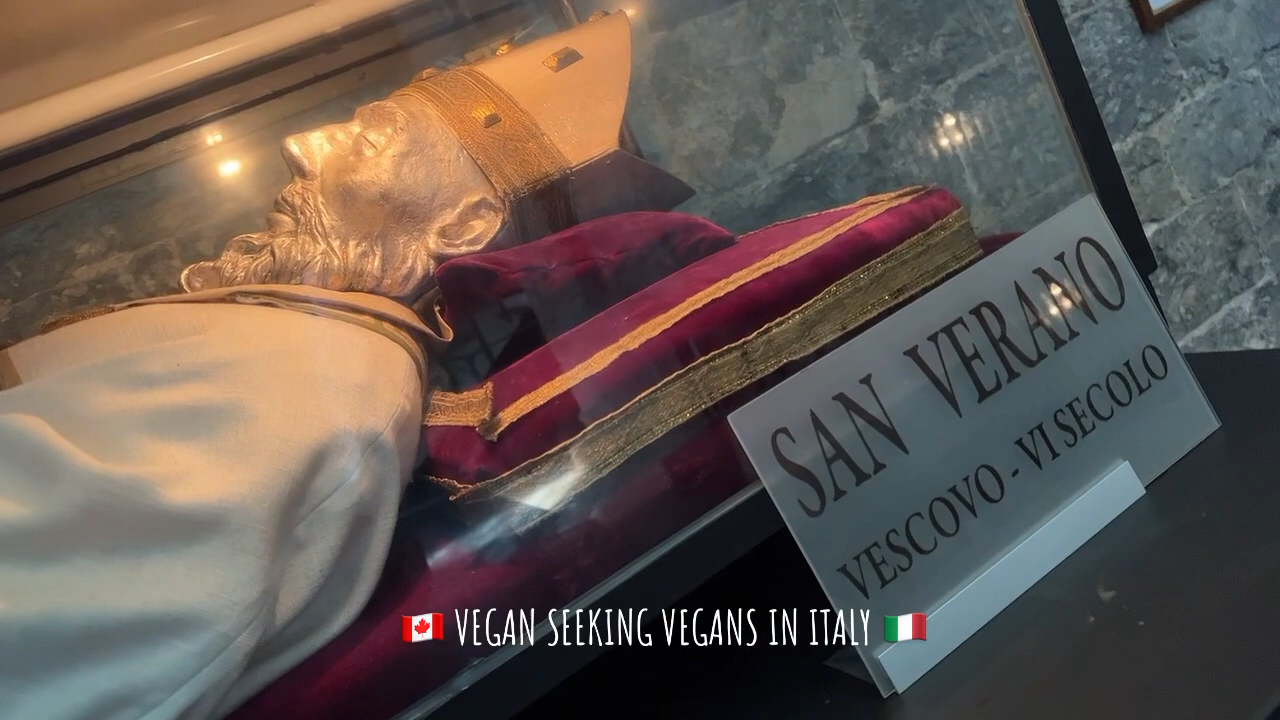 SAN VERANO
VESCOVO - VI SECOLO
🇨🇦 VEGAN SEEKING VEGANS IN ITALY 🇮🇹